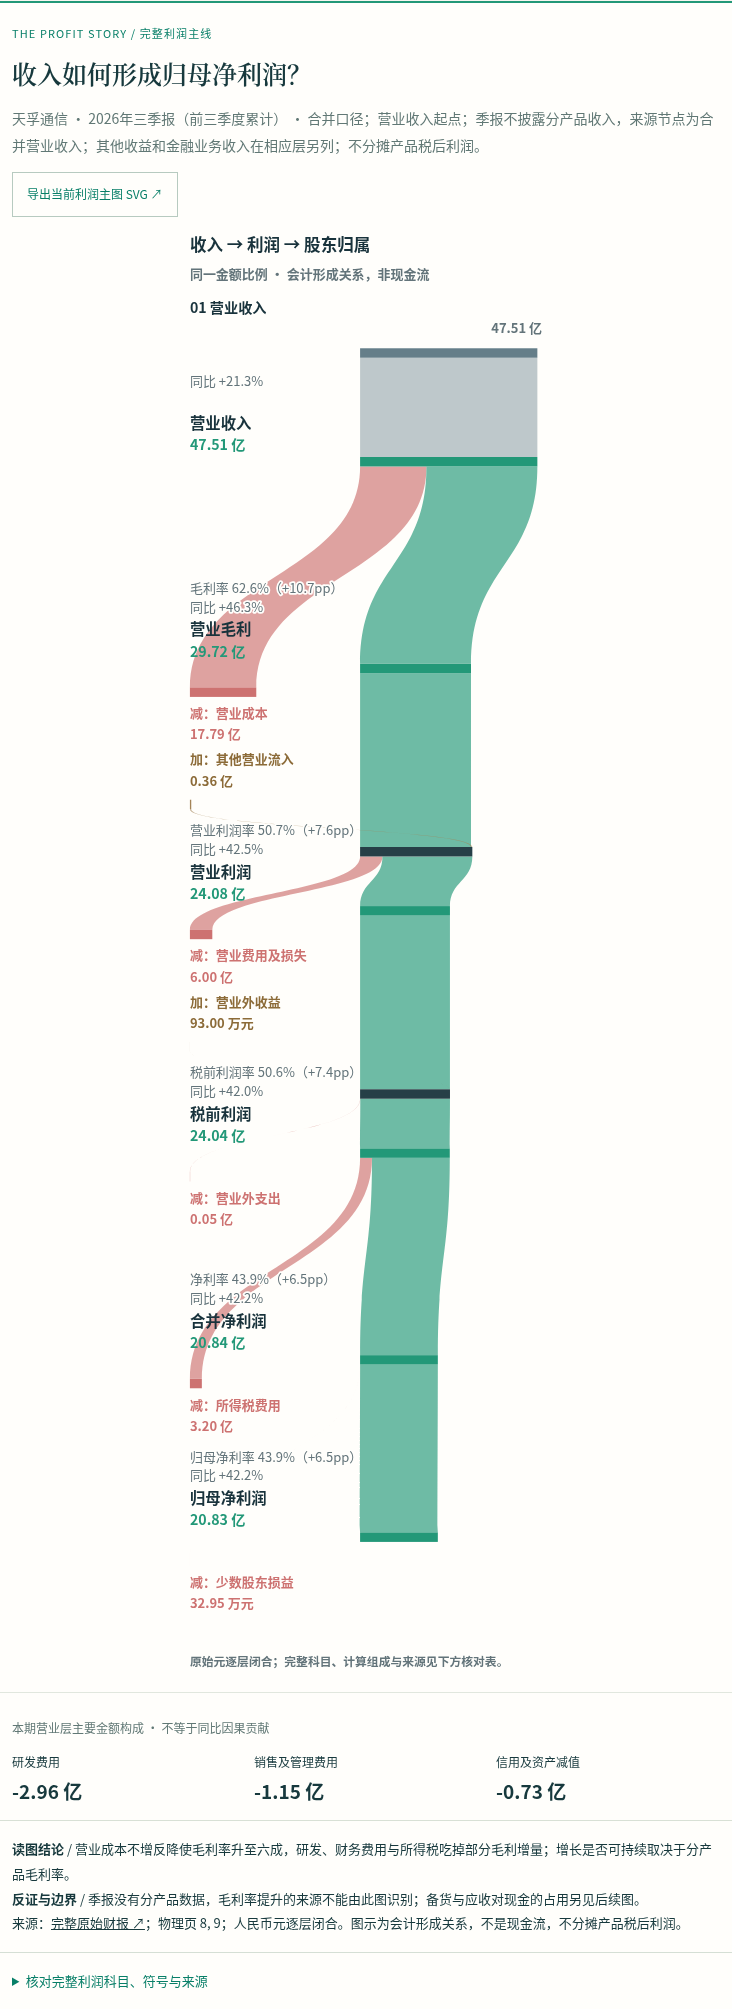 THE PROFIT STORY / 完整利润主线
收入如何形成归母净利润？
天孚通信 · 2026年三季报（前三季度累计） · 合并口径；营业收入起点；季报不披露分产品收入，来源节点为合
并营业收入；其他收益和金融业务收入在相应层另列；不分摊产品税后利润。
导出当前利润主图 SVG ↗
收入 → 利润 → 股东归属
同一金额比例 · 会计形成关系，非现金流
01 营业收入
47.51 亿
同比 +21.3%
营业收入
47.51 亿
毛利率 62.6%（+10.7pp）
同比 +46.3%
营业毛利
29.72 亿
减：营业成本
17.79 亿
加：其他营业流入
0.36 亿
营业利润率 50.7%（+7.6pp）
同比 +42.5%
营业利润
24.08 亿
减：营业费用及损失
6.00 亿
加：营业外收益
93.00 万元
税前利润率 50.6%（+7.4pp）
同比 +42.0%
税前利润
24.04 亿
减：营业外支出
0.05 亿
净利率 43.9%（+6.5pp）
同比 +42.2%
合并净利润
20.84 亿
减：所得税费用
3.20 亿
归母净利率 43.9%（+6.5pp）
同比 +42.2%
归母净利润
20.83 亿
减：少数股东损益
32.95 万元
原始元逐层闭合；完整科目、计算组成与来源见下方核对表。
本期营业层主要金额构成 · 不等于同比因果贡献
研发费用 销售及管理费用 信用及资产减值
-2.96 亿 -1.15 亿 -0.73 亿
读图结论 / 营业成本不增反降使毛利率升至六成，研发、财务费用与所得税吃掉部分毛利增量；增长是否可持续取决于分产
品毛利率。
反证与边界 / 季报没有分产品数据，毛利率提升的来源不能由此图识别；备货与应收对现金的占用另见后续图。
来源：完整原始财报 ↗；物理页 8, 9；人民币元逐层闭合。图示为会计形成关系，不是现金流，不分摊产品税后利润。
▶ 核对完整利润科目、符号与来源